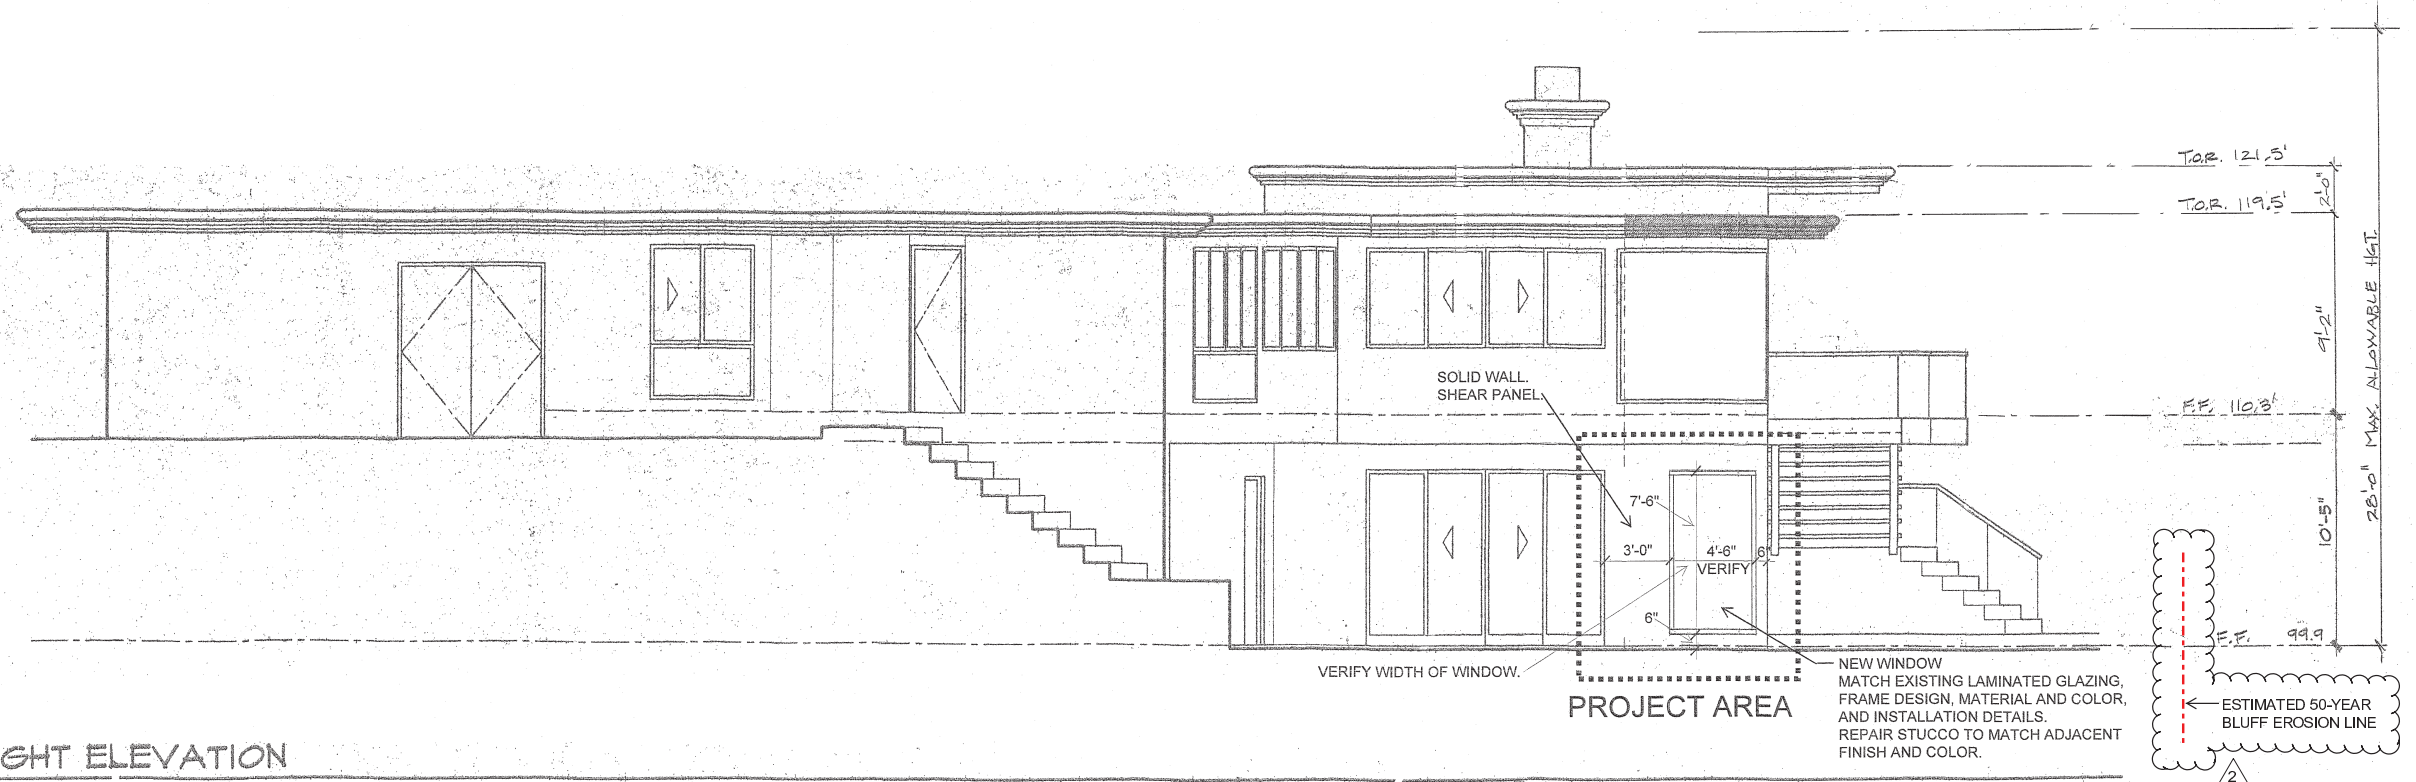 T.O.R. 121.5'
2'-0"
T.O.R. 119.5'
9'-2"
28'-0" MAX. ALLOWABLE HGT.
SOLID WALL.
SHEAR PANEL.
F.F. 110.3'
7'-6"
10'-5"
3'-0"
4'-6"
6"
VERIFY
6"
F.F. 99.9
VERIFY WIDTH OF WINDOW.
PROJECT AREA
NEW WINDOW
MATCH EXISTING LAMINATED GLAZING,
FRAME DESIGN, MATERIAL AND COLOR,
AND INSTALLATION DETAILS.
REPAIR STUCCO TO MATCH ADJACENT
FINISH AND COLOR.
ESTIMATED 50-YEAR
BLUFF EROSION LINE
2
GHT ELEVATION